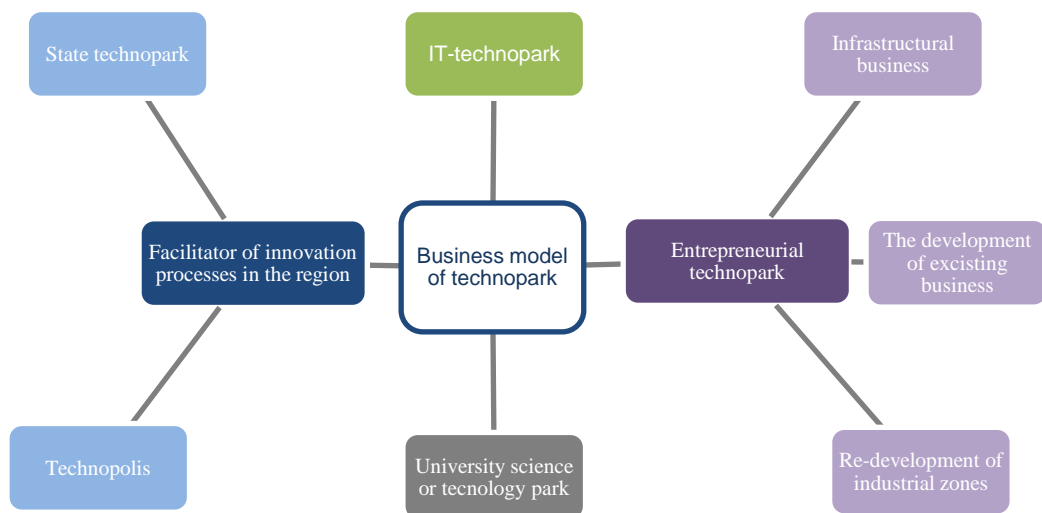 State technopark
IT-technopark
Infrastructural
business
Facilitator of innovation
processes in the region
Business model
of technopark
Entrepreneurial
technopark
The development
of excisting
business
Technopolis
University science
or tecnology park
Re-development of
industrial zones